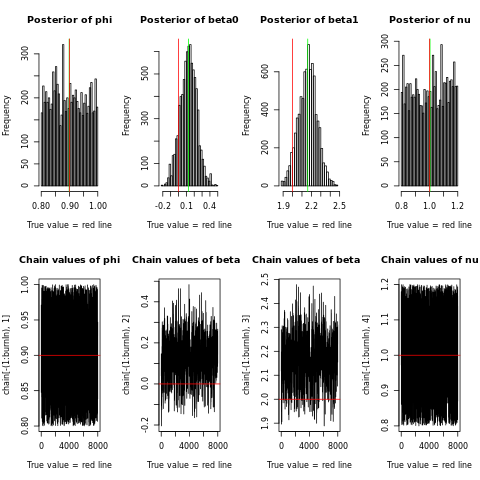 Posterior of phi
Posterior of beta0
Posterior of beta1
Posterior of nu
Frequency
0 50 150 200 300
0.80 0.90 1.00
True value = red line
Frequency
0 100 200 400 600
-0.2 0.1 0.4
True value = red line
Frequency
0 200 400 600
1.9 2.2 2.5
True value = red line
Frequency
0 50 100 150 200 250 300
0.8 1.0 1.2
True value = red line
Chain values of phi
Chain values of beta
Chain values of beta
Chain values of nu
chain[-(1:burnIn), 1]
0.80 0.85 0.90 0.95 1.00
0 4000 8000
True value = red line
chain[-(1:burnIn), 2]
-0.2 0.0 0.2 0.4
0 4000 8000
True value = red line
chain[-(1:burnIn), 3]
1.9 2.0 2.1 2.2 2.3 2.4 2.5
0 4000 8000
True value = red line
chain[-(1:burnIn), 4]
0.8 0.9 1.0 1.1 1.2
0 4000 8000
True value = red line